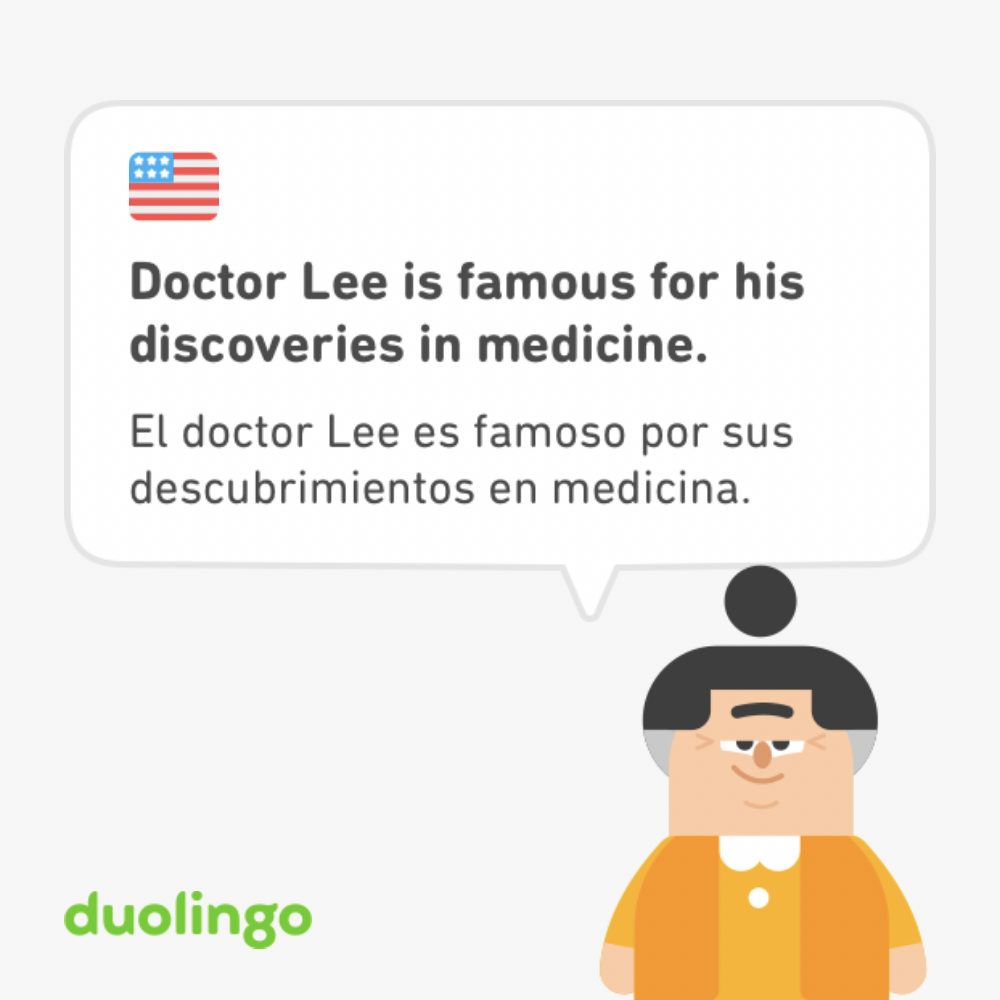 Doctor Lee is famous for his
discoveries in medicine.
El doctor Lee es famoso por sus
descubrimientos en medicina.
duolingo